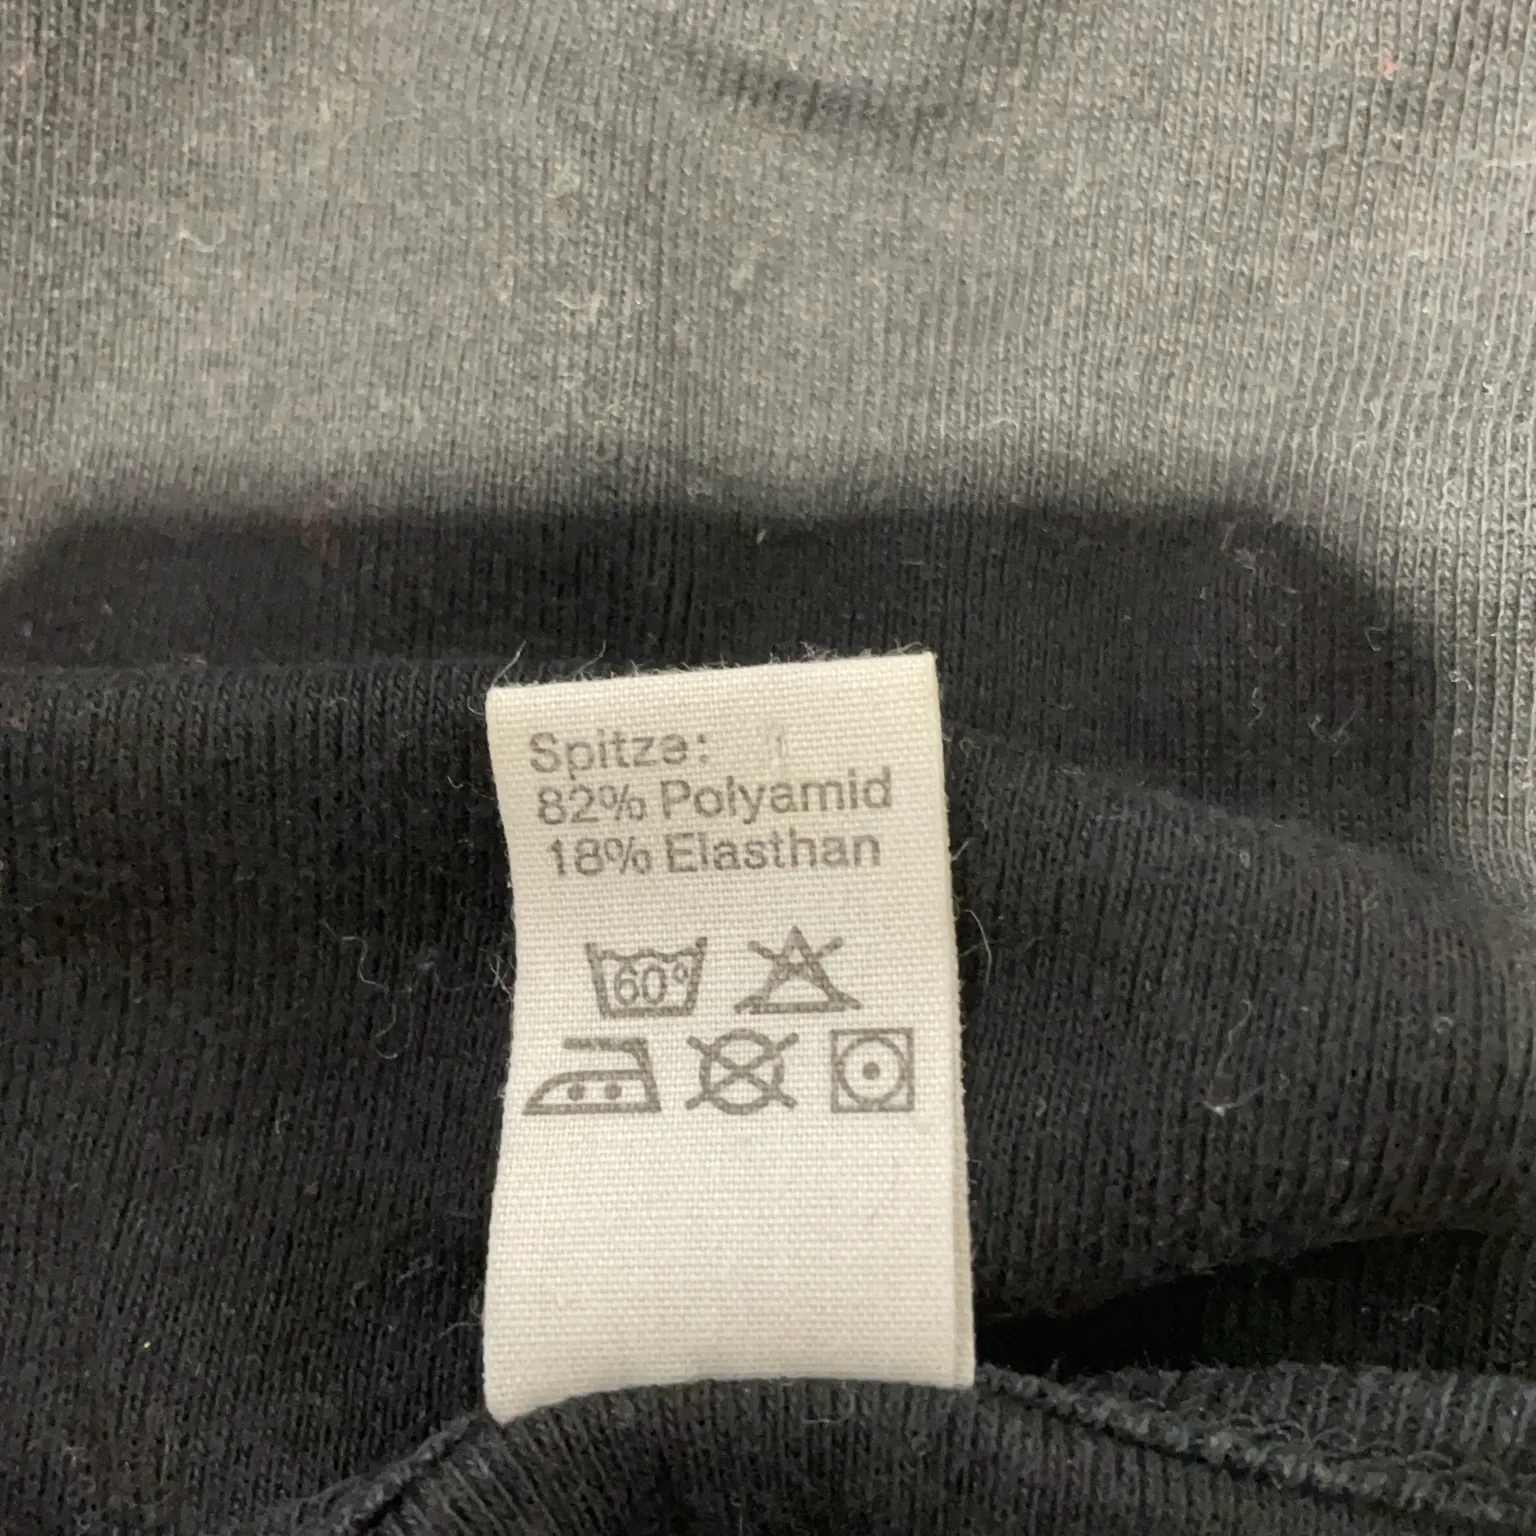 Spitze:
82% Polyamid
18% Elasthan
60°